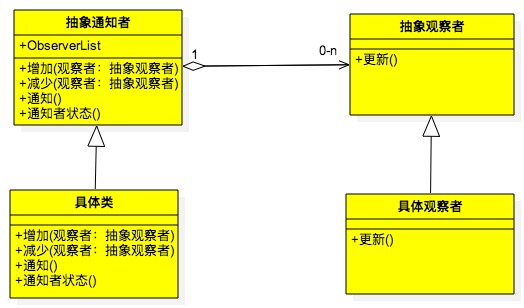 抽象通知者
+ObserverList
+增加(观察者：抽象观察者)
+减少(观察者：抽象观察者)
+通知()
+通知者状态()
1
0-n
抽象观察者
+更新()
具体类
+增加(观察者：抽象观察者)
+减少(观察者：抽象观察者)
+通知()
+通知者状态()
具体观察者
+更新()